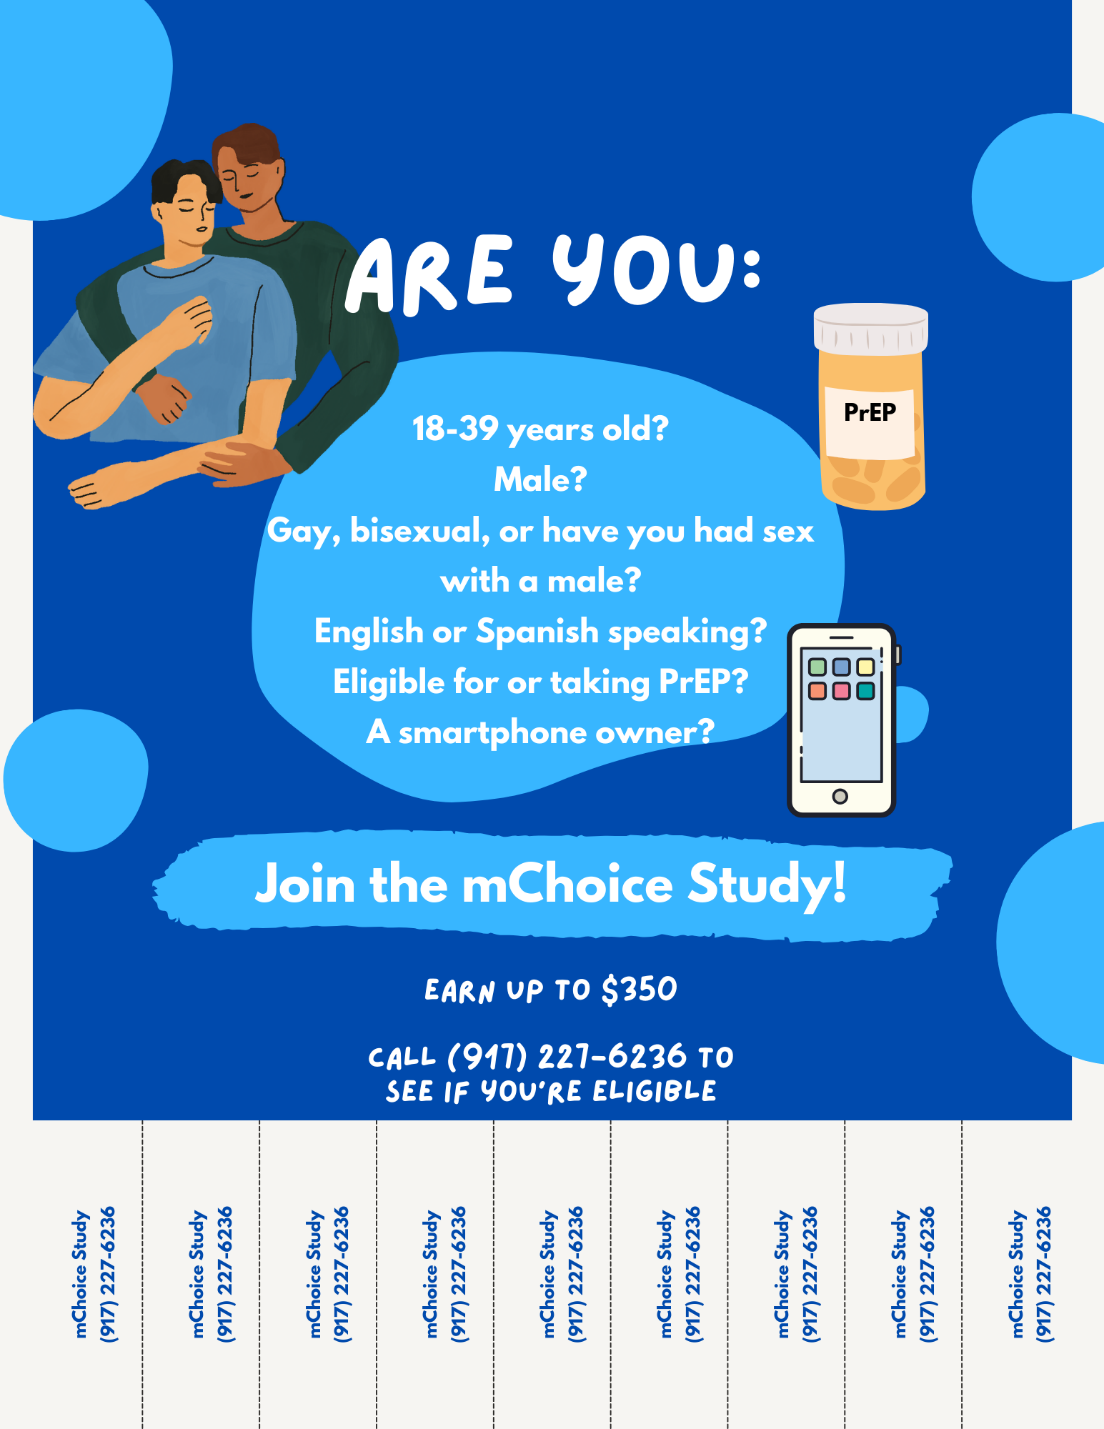 ARE YOU:
PrEP
18-39 years old?
Male?
Gay, bisexual, or have you had sex
with a male?
English or Spanish speaking?
Eligible for or taking PrEP?
A smartphone owner?
Join the mChoice Study!
EARN UP TO $350
CALL (917) 227-6236 TO
SEE IF YOU'RE ELIGIBLE
mChoice Study
(917) 227-6236
mChoice Study
(917) 227-6236
mChoice Study
(917) 227-6236
mChoice Study
(917) 227-6236
mChoice Study
(917) 227-6236
mChoice Study
(917) 227-6236
mChoice Study
(917) 227-6236
mChoice Study
(917) 227-6236
mChoice Study
(917) 227-6236